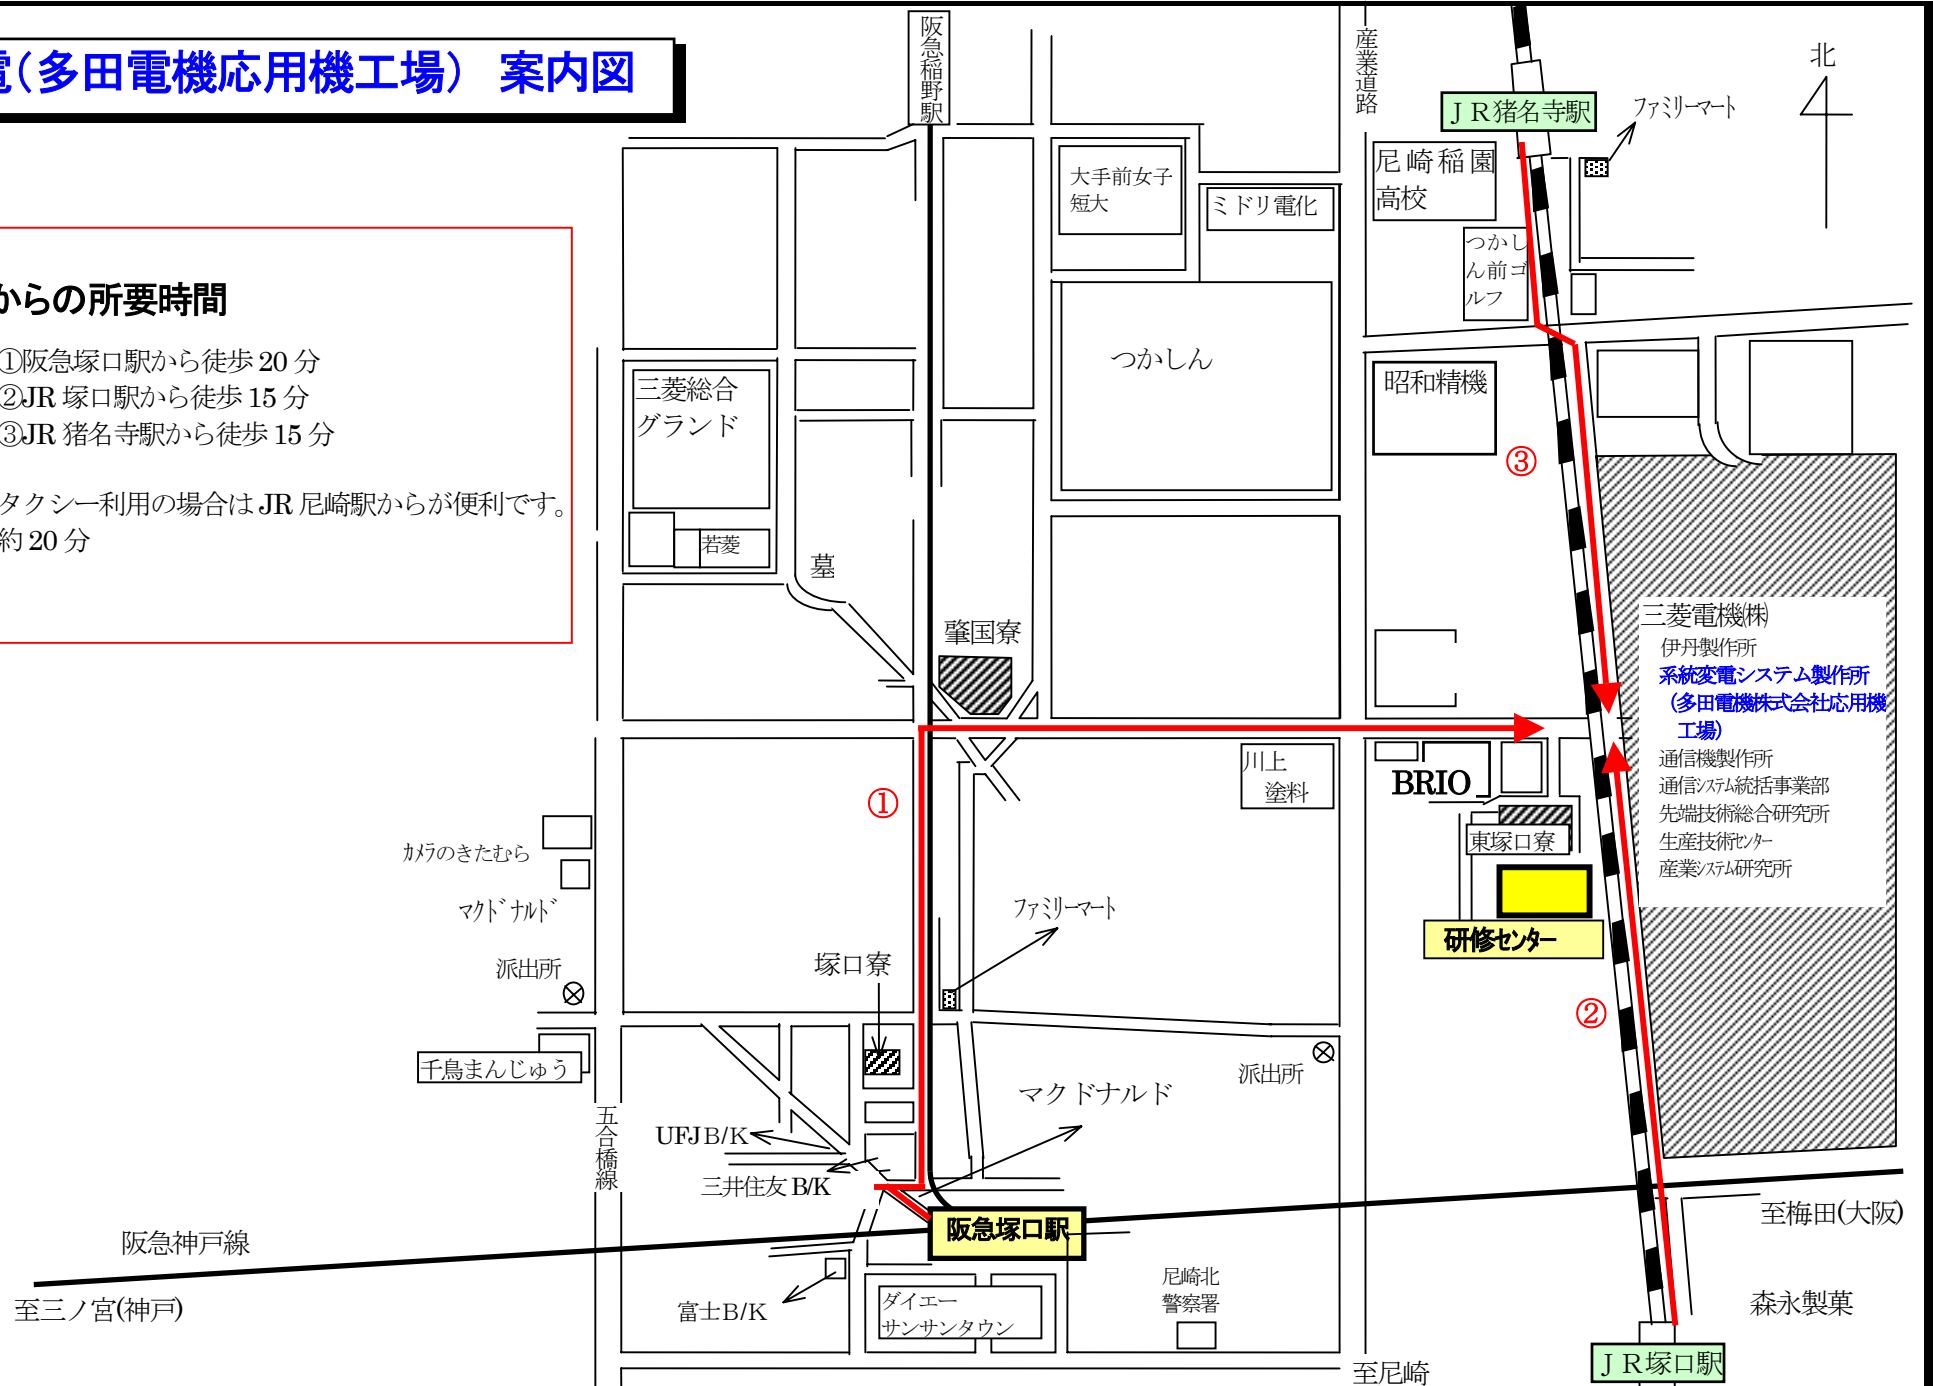 電(多田電機応用機工場) 案内図
阪急稲野駅
産業道路
北
ＪＲ猪名寺駅
ファミリーマート
尼崎稲園
高校
大手前女子
短大
ミドリ電化
つかし
ん前ゴ
ルフ
からの所要時間
①阪急塚口駅から徒歩 20 分
②JR 塚口駅から徒歩 15 分
③JR 猪名寺駅から徒歩 15 分
タクシー利用の場合は JR 尼崎駅からが便利です。
約 20 分
つかしん
三菱総合
グランド
昭和精機
③
若菱
墓
肇国寮
三菱電機㈱
伊丹製作所
系統変電システム製作所
(多田電機株式会社応用機
工場)
通信機製作所
通信システム統括事業部
先端技術総合研究所
生産技術センター
産業システム研究所
川上
塗料
BRIO
①
東塚口寮
カメラのきたむら
マクドナルド
ファミリーマート
研修センター
派出所
塚口寮
②
千鳥まんじゅう
派出所
マクドナルド
五合橋線
UFJ B/K
三井住友 B/K
阪急塚口駅
至梅田(大阪)
阪急神戸線
至三ノ宮(神戸)
富士 B/K
ダイエー
サンサンタウン
尼崎北
警察署
森永製菓
至尼崎
ＪＲ塚口駅